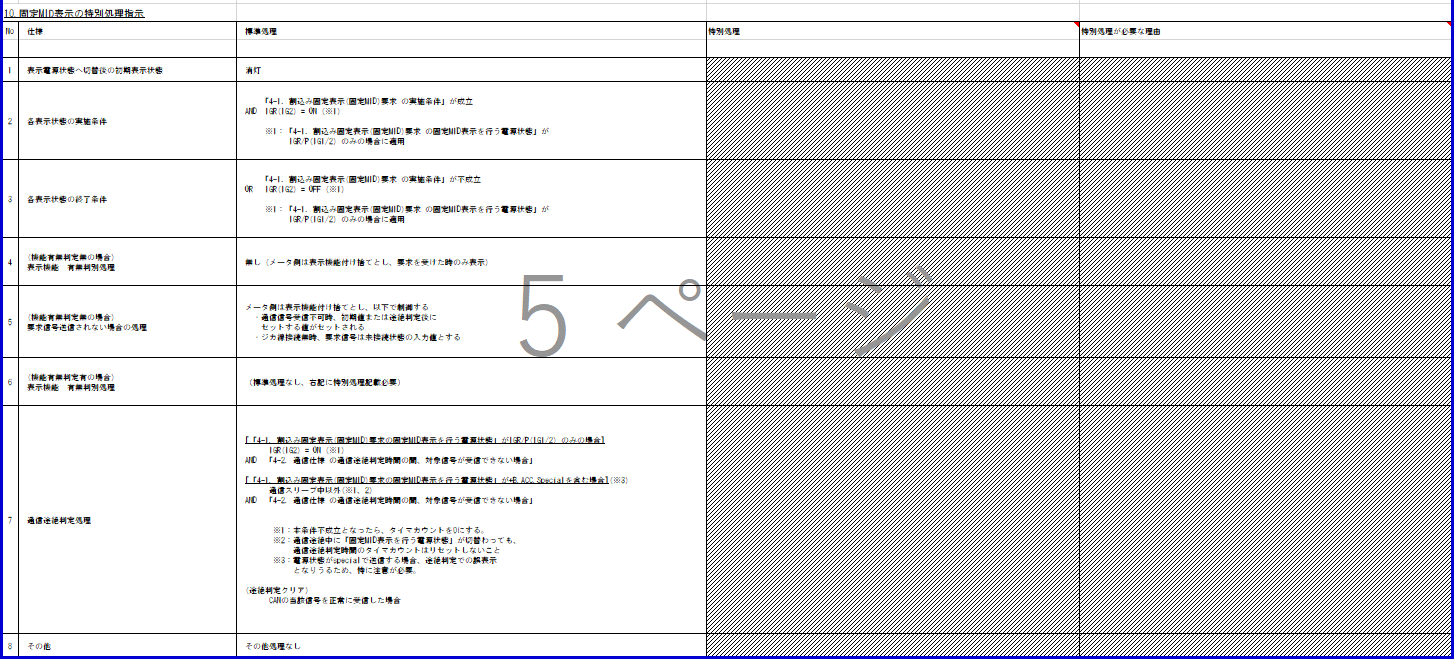 10.固定MID表示の特別処理指示
No 仕様 標準処理 特別処理 特別処理が必要な理由
1 表示電源状態へ切替後の初期表示状態 消灯
2 各表示状態の実施条件
「4-1. 割込み固定表示(固定MID)要求 の実施条件」が成立
AND IGR(IG2) = ON (※1)
※1：「4-1. 割込み固定表示(固定MID)要求 の固定MID表示を行う電源状態」が
IGR/P(IG1/2) のみの場合に適用
3 各表示状態の終了条件
「4-1. 割込み固定表示(固定MID)要求 の実施条件」が不成立
OR IGR(IG2) = OFF (※1)
※1：「4-1. 割込み固定表示(固定MID)要求 の固定MID表示を行う電源状態」が
IGR/P(IG1/2) のみの場合に適用
4 (機能有無判定無の場合)
表示機能 有無判別処理
無し（メータ側は表示機能付け捨てとし、要求を受けた時のみ表示）
5 (機能有無判定無の場合)
要求信号送信されない場合の処理
メータ側は表示機能付け捨てとし、以下で制御する
・通信信号受信不可時、初期値または途絶判定後に
セットする値がセットされる
・ジカ線接続無時、要求信号は未接続状態の入力値とする
6 (機能有無判定有の場合)
表示機能 有無判別処理
（標準処理なし、右記に特別処理記載必要）
7 通信途絶判定処理
[「4-1. 割込み固定表示(固定MID)要求の固定MID表示を行う電源状態」がIGR/P(IG1/2) のみの場合]
IGR(IG2) = ON (※1)
AND 「4-2. 通信仕様 の通信途絶判定時間の間、対象信号が受信できない場合」
[「4-1. 割込み固定表示(固定MID)要求の固定MID表示を行う電源状態」が+B,ACC,Specialを含む場合](※3)
通信スリープ中以外(※1、2)
AND 「4-2. 通信仕様 の通信途絶判定時間の間、対象信号が受信できない場合」
※1：本条件不成立となったら、タイマカウントを0にする。
※2：通信途絶中に「固定MID表示を行う電源状態」が切替わっても、
通信途絶判定時間のタイマカウントはリセットしないこと
※3：電源状態がspecialで送信する場合、途絶判定での誤表示
となりうるため、特に注意が必要。
(途絶判定クリア)
CANの当該信号を正常に受信した場合
8 その他 その他処理なし
5 ページ